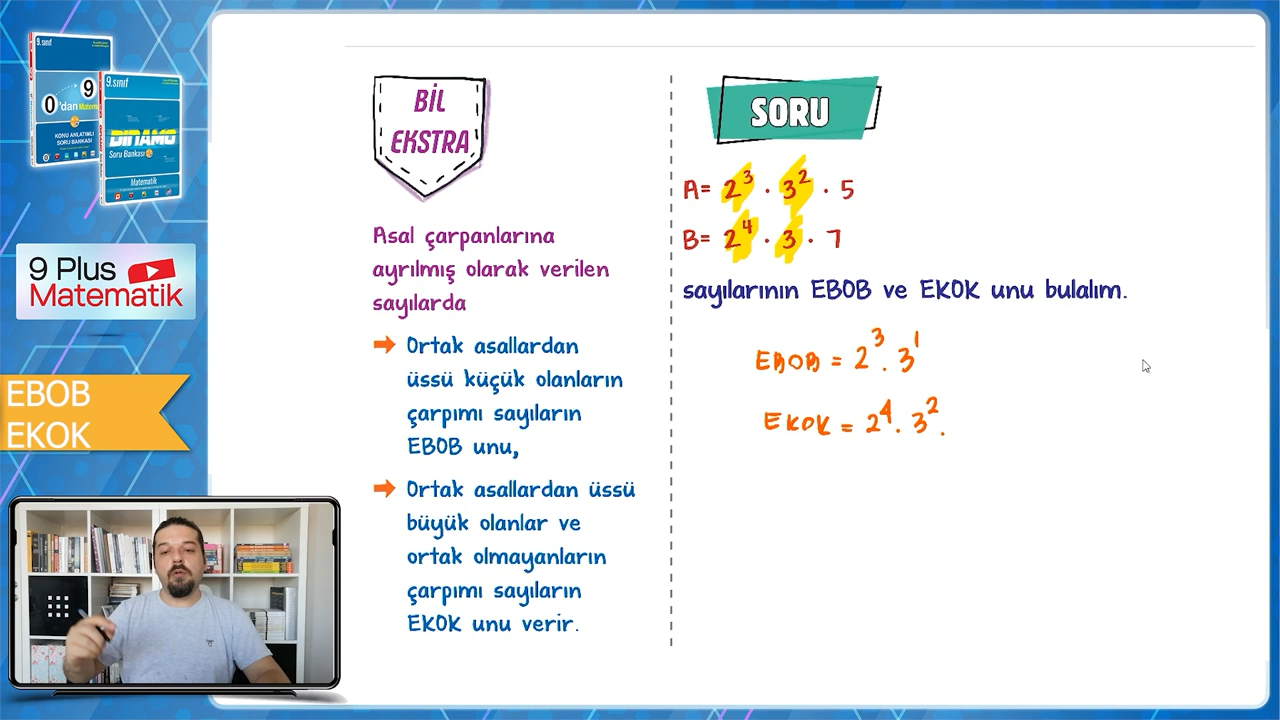 9.sınıf
0'dan 9
KONU ANLATIMLI
SORU BANKASI
9.sınıf
DİNAMO
Soru Bankası
Matematik
9 Plus
Matematik
EBOB
EKOK
BİL
EKSTRA
Asal çarpanlarına
ayrılmış olarak verilen
sayılarda
➡ Ortak asallardan
üssü küçük olanların
çarpımı sayıların
EBOB unu,
➡ Ortak asallardan üssü
büyük olanlar ve
ortak olmayanların
çarpımı sayıların
EKOK unu verir.
SORU
A= 2³ · 3² · 5
B= 2⁴ · 3 · 7
sayılarının EBOB ve EKOK unu bulalım.
EBOB = 2³ . 3¹
EKOK = 2⁴ . 3² .